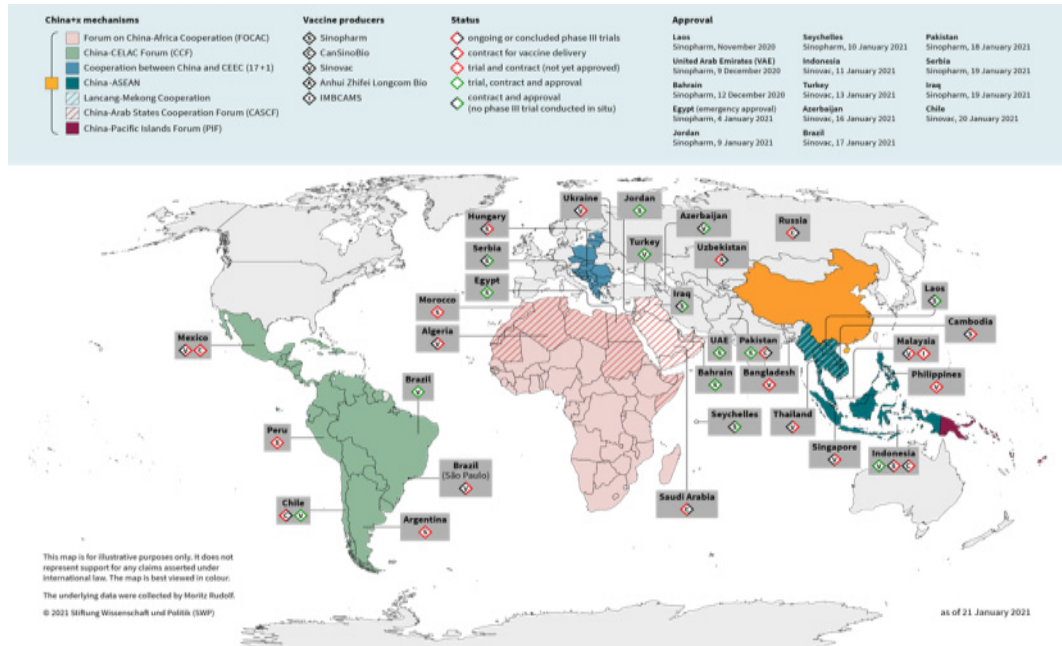 China+x mechanisms
Forum on China-Africa Cooperation (FOCAC)
China-CELAC Forum (CCF)
Cooperation between China and CEEC (17+1)
China-ASEAN
Lancang-Mekong Cooperation
China-Arab States Cooperation Forum (CASCF)
China-Pacific Islands Forum (PIF)
Vaccine producers
Sinopharm
CanSinoBio
Sinovac
Anhui Zhifei Longcom Bio
IMBCAMS
Status
ongoing or concluded phase III trials
contract for vaccine delivery
trial and contract (not yet approved)
trial, contract and approval
contract and approval
(no phase III trial conducted in situ)
Approval
Laos
Sinopharm, November 2020
United Arab Emirates (VAE)
Sinopharm, 9 December 2020
Bahrain
Sinopharm, 12 December 2020
Egypt (emergency approval)
Sinopharm, 4 January 2021
Jordan
Sinopharm, 9 January 2021
Seychelles
Sinopharm, 10 January 2021
Indonesia
Sinovac, 11 January 2021
Turkey
Sinovac, 13 January 2021
Azerbaijan
Sinovac, 16 January 2021
Brazil
Sinovac, 17 January 2021
Pakistan
Sinopharm, 18 January 2021
Serbia
Sinopharm, 19 January 2021
Iraq
Sinopharm, 19 January 2021
Chile
Sinovac, 20 January 2021
Ukraine
Jordan
Hungary
Azerbaijan
Russia
Serbia
Turkey
Uzbekistan
Egypt
Iraq
Laos
Morocco
Cambodia
Algeria
Mexico
UAE
Pakistan
Malaysia
Bahrain
Bangladesh
Philippines
Brazil
Seychelles
Thailand
Peru
Singapore
Indonesia
Brazil
(São Paulo)
Saudi Arabia
Chile
Argentina
This map is for illustrative purposes only. It does not
represent support for any claims asserted under
international law. The map is best viewed in colour.
The underlying data were collected by Moritz Rudolf.
© 2021 Stiftung Wissenschaft und Politik (SWP)
as of 21 January 2021